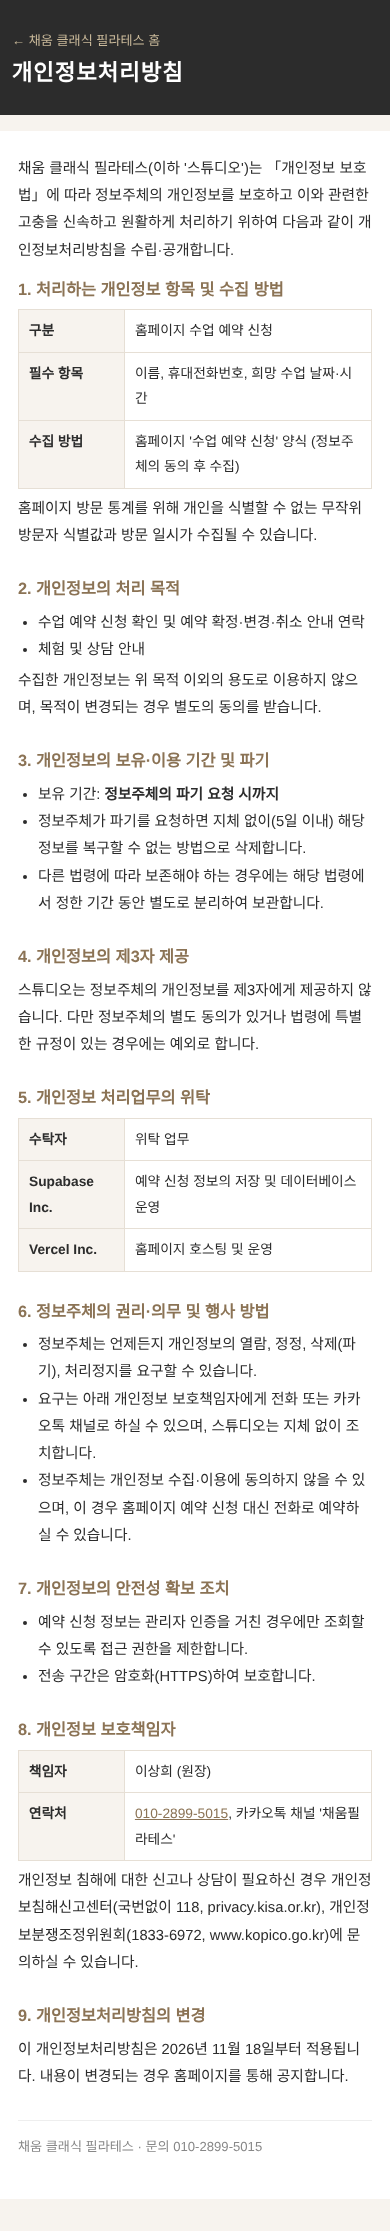 ← 채움 클래식 필라테스 홈
개인정보처리방침
채움 클래식 필라테스(이하 '스튜디오')는 「개인정보 보호
법」에 따라 정보주체의 개인정보를 보호하고 이와 관련한
고충을 신속하고 원활하게 처리하기 위하여 다음과 같이 개
인정보처리방침을 수립·공개합니다.
1. 처리하는 개인정보 항목 및 수집 방법
구분 홈페이지 수업 예약 신청
필수 항목 이름, 휴대전화번호, 희망 수업 날짜·시
간
수집 방법 홈페이지 '수업 예약 신청' 양식 (정보주
체의 동의 후 수집)
홈페이지 방문 통계를 위해 개인을 식별할 수 없는 무작위
방문자 식별값과 방문 일시가 수집될 수 있습니다.
2. 개인정보의 처리 목적
• 수업 예약 신청 확인 및 예약 확정·변경·취소 안내 연락
• 체험 및 상담 안내
수집한 개인정보는 위 목적 이외의 용도로 이용하지 않으
며, 목적이 변경되는 경우 별도의 동의를 받습니다.
3. 개인정보의 보유·이용 기간 및 파기
• 보유 기간: 정보주체의 파기 요청 시까지
• 정보주체가 파기를 요청하면 지체 없이(5일 이내) 해당
정보를 복구할 수 없는 방법으로 삭제합니다.
• 다른 법령에 따라 보존해야 하는 경우에는 해당 법령에
서 정한 기간 동안 별도로 분리하여 보관합니다.
4. 개인정보의 제3자 제공
스튜디오는 정보주체의 개인정보를 제3자에게 제공하지 않
습니다. 다만 정보주체의 별도 동의가 있거나 법령에 특별
한 규정이 있는 경우에는 예외로 합니다.
5. 개인정보 처리업무의 위탁
수탁자 위탁 업무
Supabase 예약 신청 정보의 저장 및 데이터베이스
Inc. 운영
Vercel Inc. 홈페이지 호스팅 및 운영
6. 정보주체의 권리·의무 및 행사 방법
• 정보주체는 언제든지 개인정보의 열람, 정정, 삭제(파
기), 처리정지를 요구할 수 있습니다.
• 요구는 아래 개인정보 보호책임자에게 전화 또는 카카
오톡 채널로 하실 수 있으며, 스튜디오는 지체 없이 조
치합니다.
• 정보주체는 개인정보 수집·이용에 동의하지 않을 수 있
으며, 이 경우 홈페이지 예약 신청 대신 전화로 예약하
실 수 있습니다.
7. 개인정보의 안전성 확보 조치
• 예약 신청 정보는 관리자 인증을 거친 경우에만 조회할
수 있도록 접근 권한을 제한합니다.
• 전송 구간은 암호화(HTTPS)하여 보호합니다.
8. 개인정보 보호책임자
책임자 이상희 (원장)
연락처 010-2899-5015, 카카오톡 채널 '채움필
라테스'
개인정보 침해에 대한 신고나 상담이 필요하신 경우 개인정
보침해신고센터(국번없이 118, privacy.kisa.or.kr), 개인정
보분쟁조정위원회(1833-6972, www.kopico.go.kr)에 문
의하실 수 있습니다.
9. 개인정보처리방침의 변경
이 개인정보처리방침은 2026년 11월 18일부터 적용됩니
다. 내용이 변경되는 경우 홈페이지를 통해 공지합니다.
채움 클래식 필라테스 · 문의 010-2899-5015